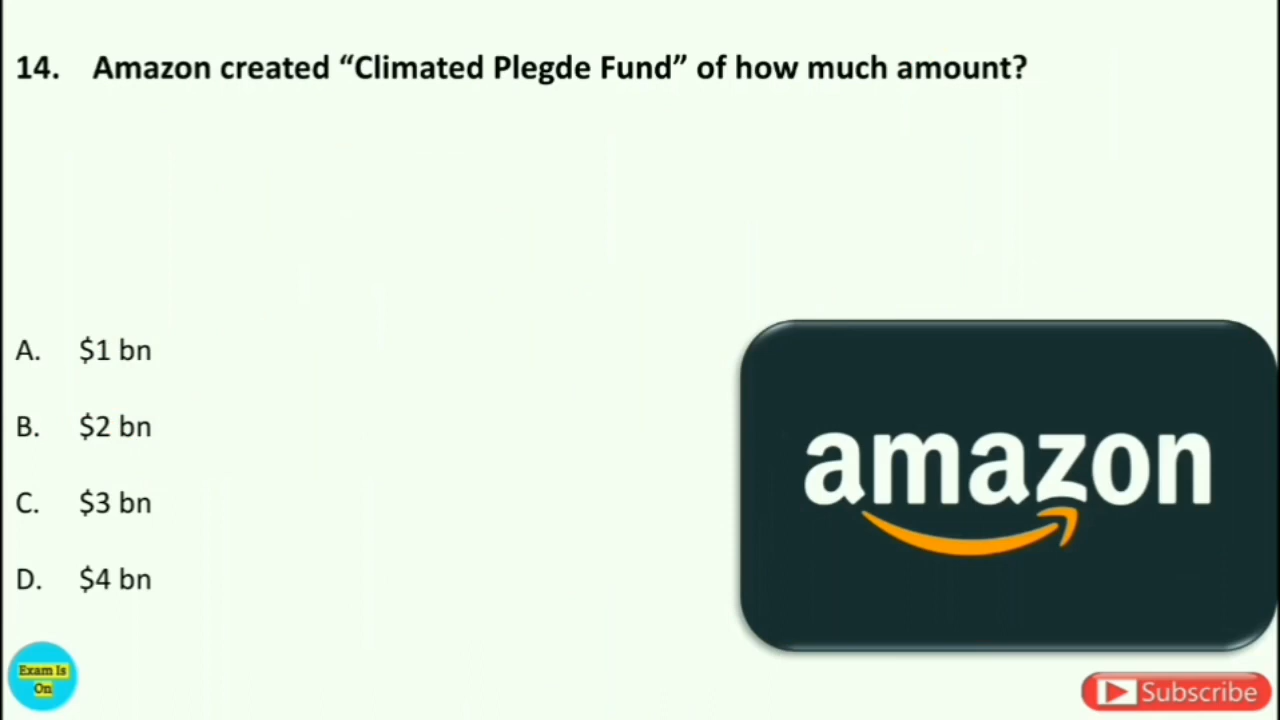 14. Amazon created “Climated Plegde Fund” of how much amount?
A. $1 bn
B. $2 bn
C. $3 bn
D. $4 bn
amazon
Exam Is
On
Subscribe